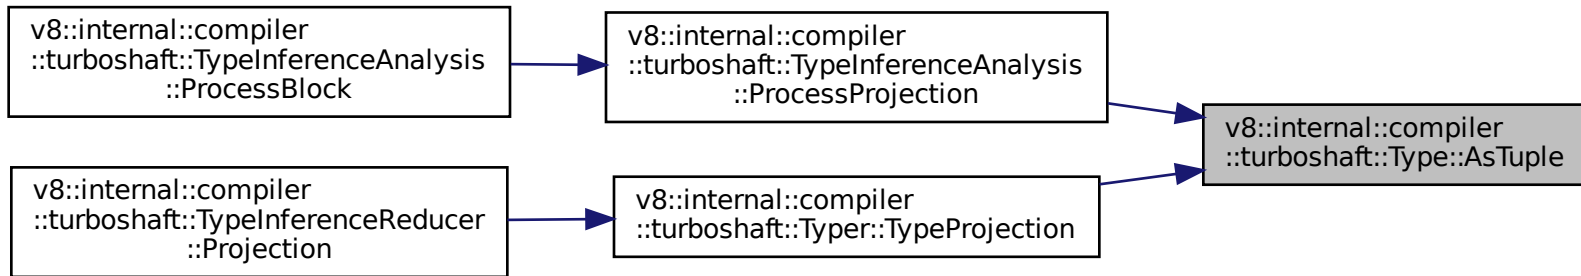 v8::internal::compiler
::turboshaft::TypeInferenceAnalysis
::ProcessBlock
v8::internal::compiler
::turboshaft::TypeInferenceAnalysis
::ProcessProjection
v8::internal::compiler
::turboshaft::Type::AsTuple
v8::internal::compiler
::turboshaft::TypeInferenceReducer
::Projection
v8::internal::compiler
::turboshaft::Typer::TypeProjection